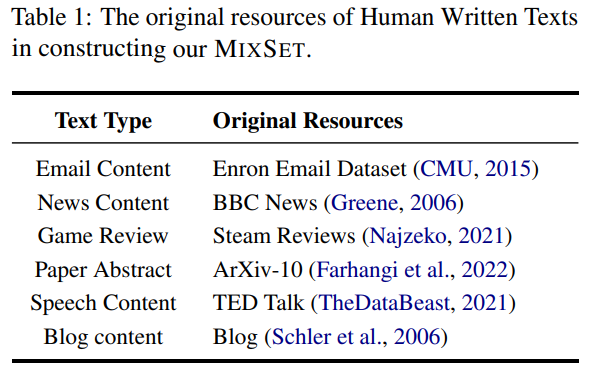 Table 1: The original resources of Human Written Texts
in constructing our MIXSET.
Text Type Original Resources
Email Content Enron Email Dataset (CMU, 2015)
News Content BBC News (Greene, 2006)
Game Review Steam Reviews (Najzeko, 2021)
Paper Abstract ArXiv-10 (Farhangi et al., 2022)
Speech Content TED Talk (TheDataBeast, 2021)
Blog content Blog (Schler et al., 2006)